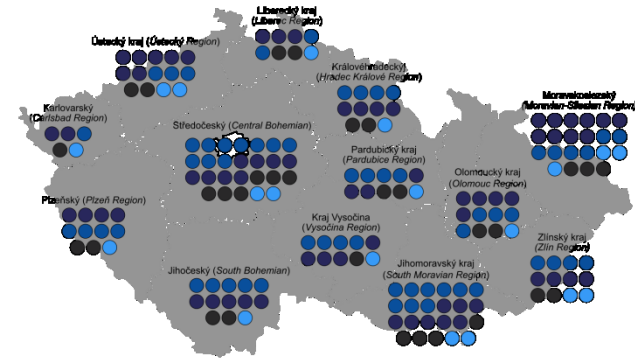 Liberecký kraj
(Liberec Region)
Ústecký kraj (Ústecký Region)
Královéhradecký
(Hradec Králové Region)
Karlovarský
(Carlsbad Region)
Středočeský (Central Bohemian)
Moravskoslezský
(Moravian-Silesian Region)
Pardubický kraj
(Pardubice Region)
Olomoucký kraj
(Olomouc Region)
Plzeňský (Plzeň Region)
Kraj Vysočina
(Vysočina Region)
Zlínský kraj
(Zlín Region)
Jihočeský (South Bohemian)
Jihomoravský kraj
(South Moravian Region)